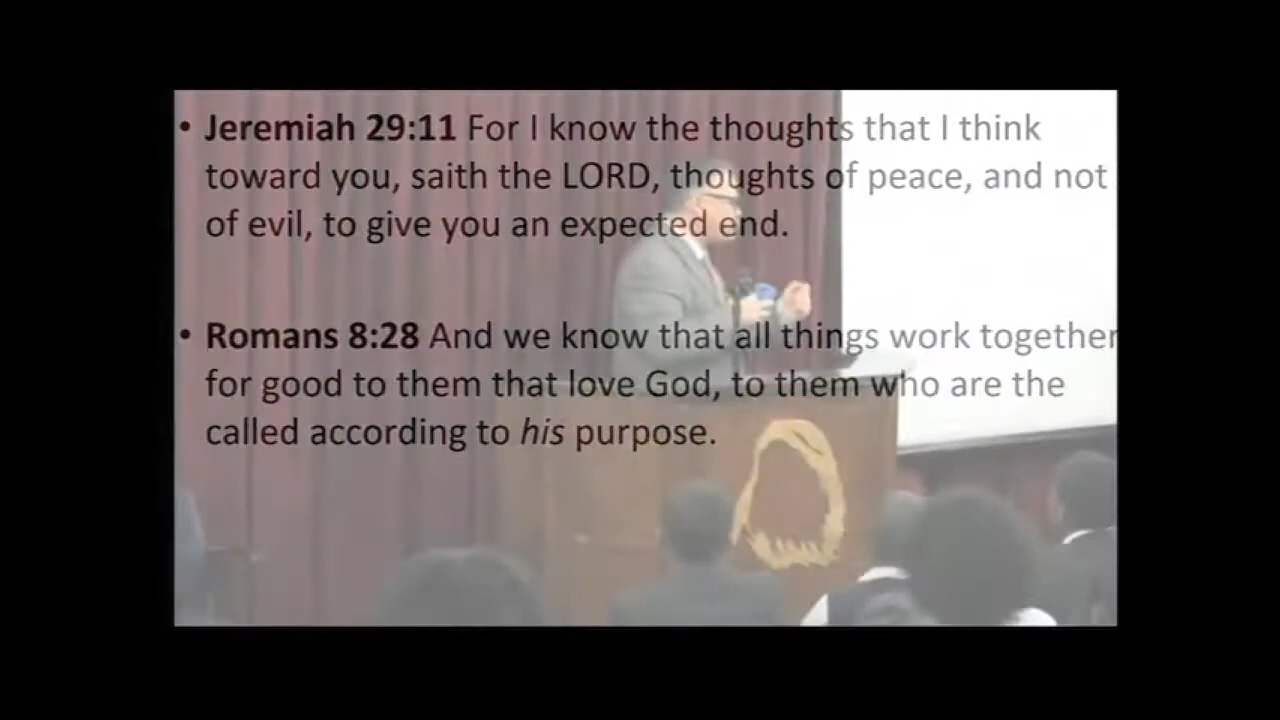 • Jeremiah 29:11 For I know the thoughts that I think
toward you, saith the LORD, thoughts of peace, and not
of evil, to give you an expected end.
• Romans 8:28 And we know that all things work together
for good to them that love God, to them who are the
called according to his purpose.